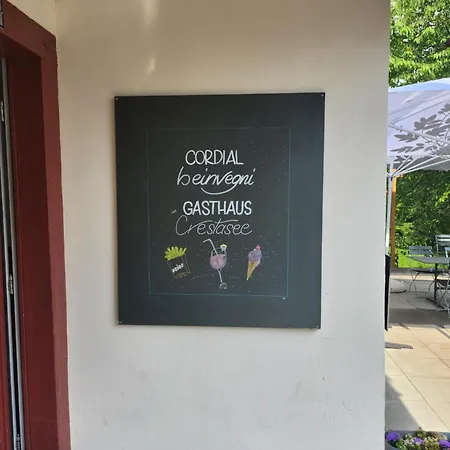 CORDIAL
beinvegni
GASTHAUS
Crestasee